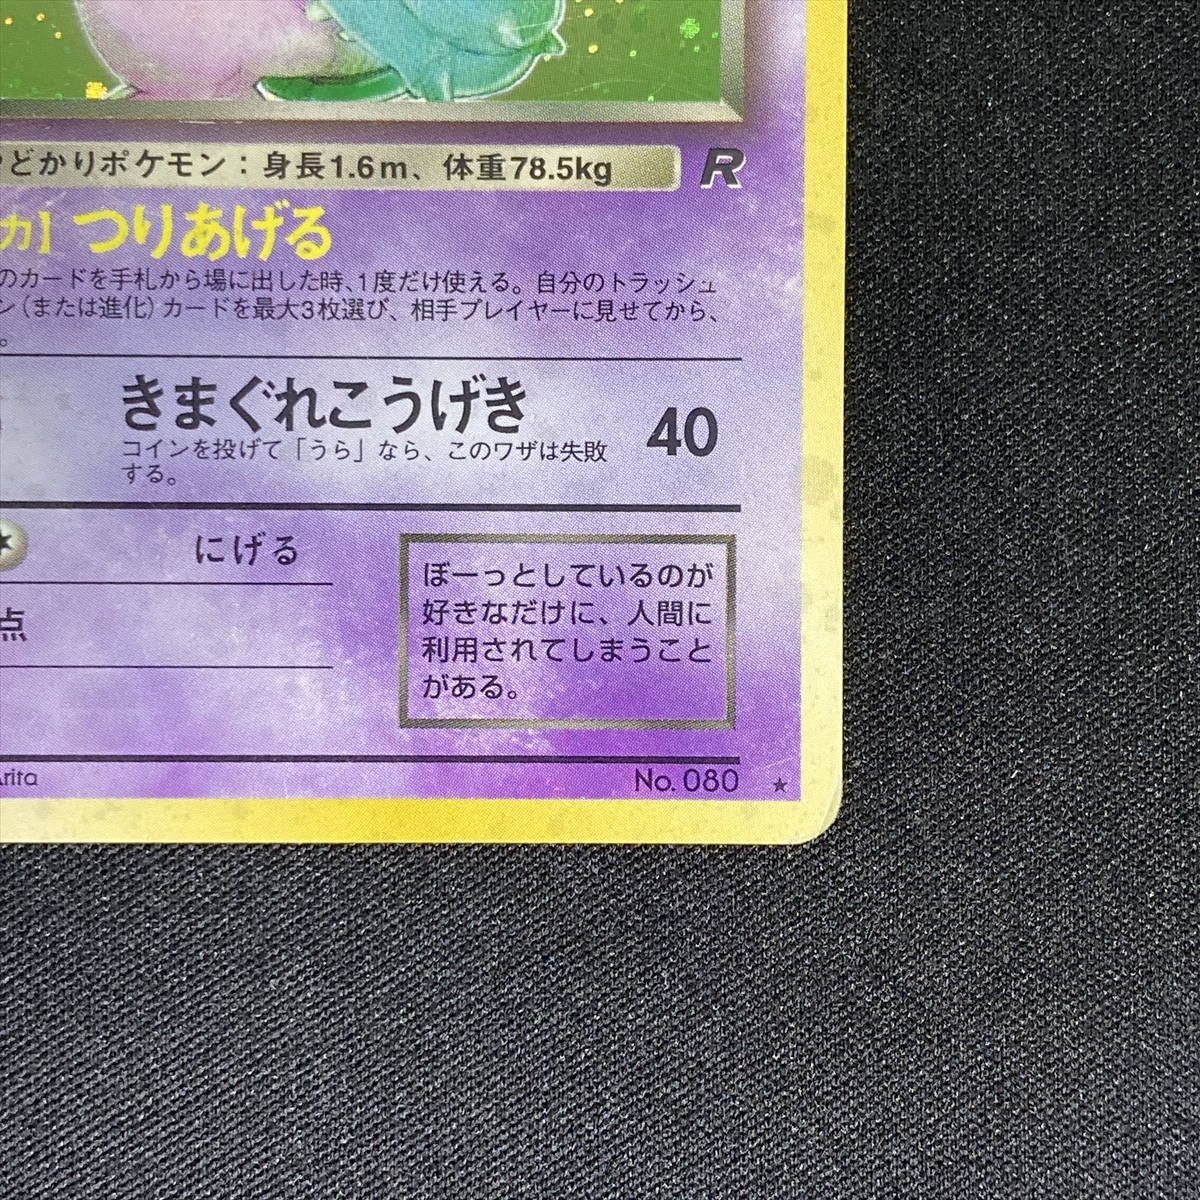 どかりポケモン：身長1.6m、体重78.5kg R
力】つりあげる
のカードを手札から場に出した時、1度だけ使える。自分のトラッシュ
ン（または進化）カードを最大3枚選び、相手プレイヤーに見せてから、
。
きまぐれこうげき 40
コインを投げて「うら」なら、このワザは失敗
する。
にげる
点
ぼーっとしているのが
好きなだけに、人間に
利用されてしまうこと
がある。
Arita
No. 080 ★